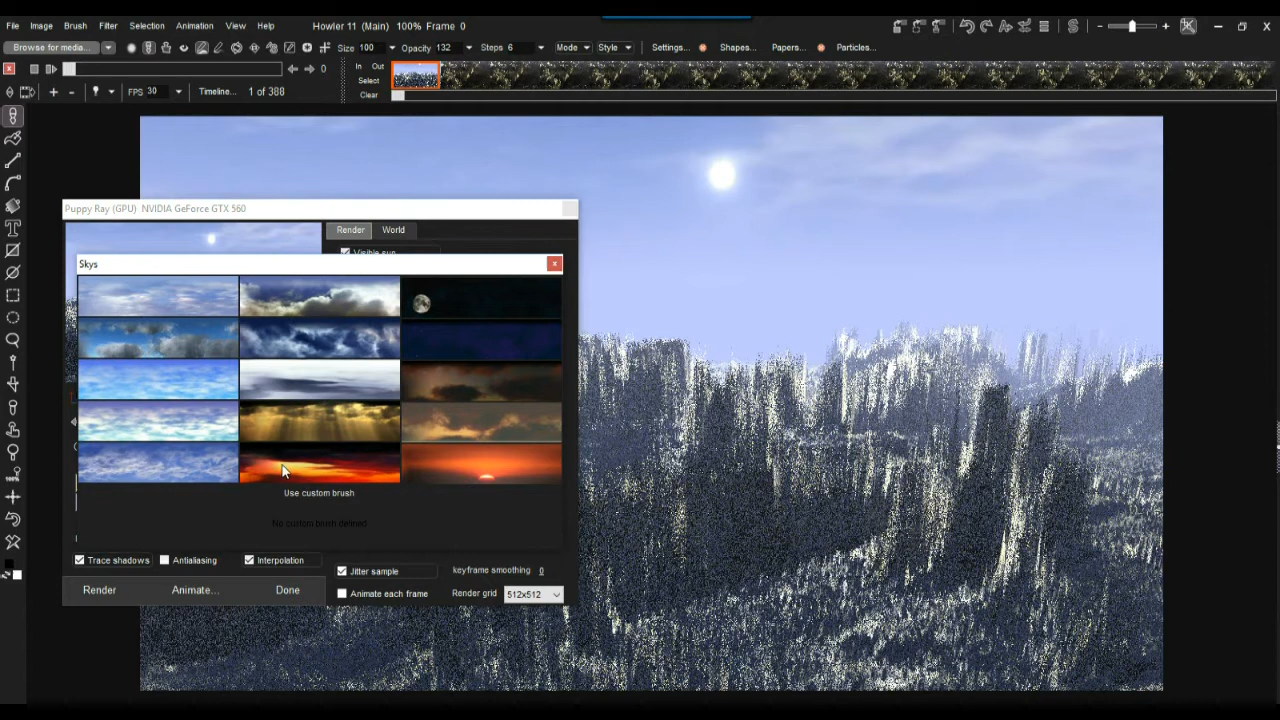 File Image Brush Filter Selection Animation View Help Howler 11 (Main) 100% Frame 0
Browse for media... Size 100 Opacity 132 Steps 6 Mode Style Settings... Shapes... Papers... Particles...
0 In Out
Select
FPS 30 Timeline... 1 of 388 Clear
Puppy Ray (GPU) NVIDIA GeForce GTX 560
Render World
Visible sun
Skys
Use custom brush
No custom brush defined
Trace shadows Antialiasing Interpolation
Jitter sample keyframe smoothing 0
Render Animate... Done
Animate each frame Render grid 512x512
100%